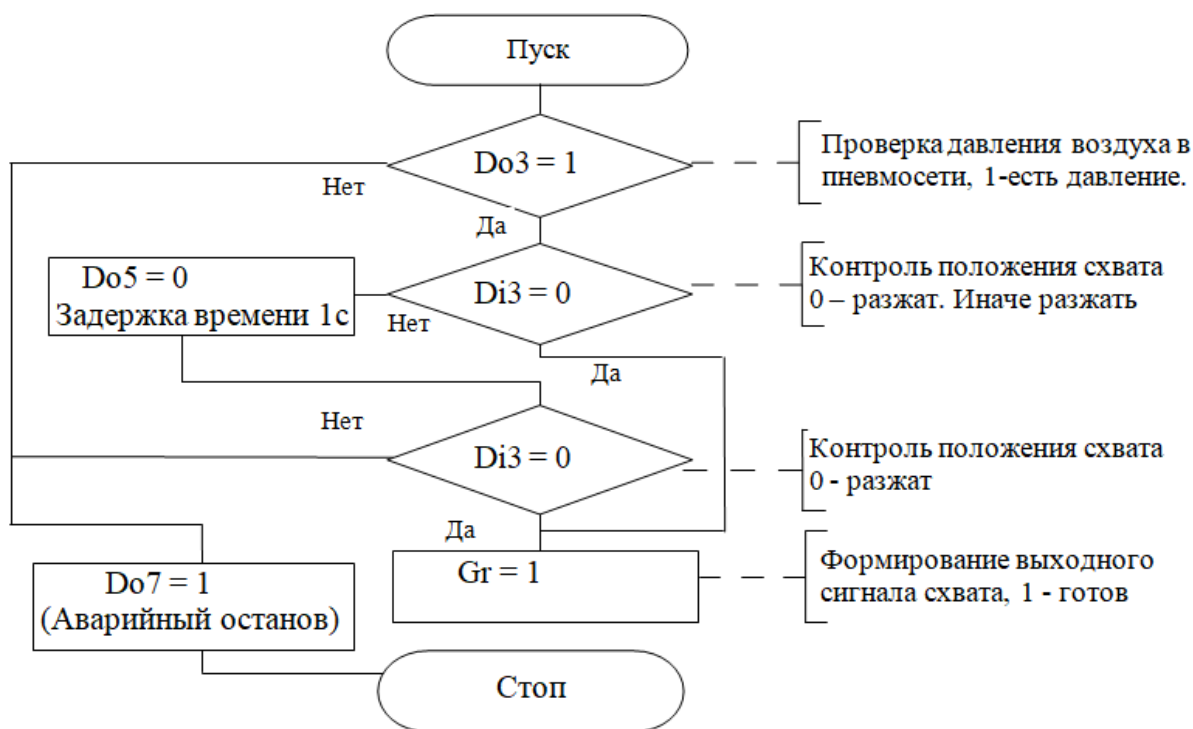 Пуск
Do3 = 1
Проверка давления воздуха в
пневмосети, 1-есть давление.
Нет
Да
Do5 = 0
Задержка времени 1с
Di3 = 0
Контроль положения схвата
0 – разжат. Иначе разжать
Нет
Да
Нет
Di3 = 0
Контроль положения схвата
0 - разжат
Да
Do7 = 1
(Аварийный останов)
Gr = 1
Формирование выходного
сигнала схвата, 1 - готов
Стоп